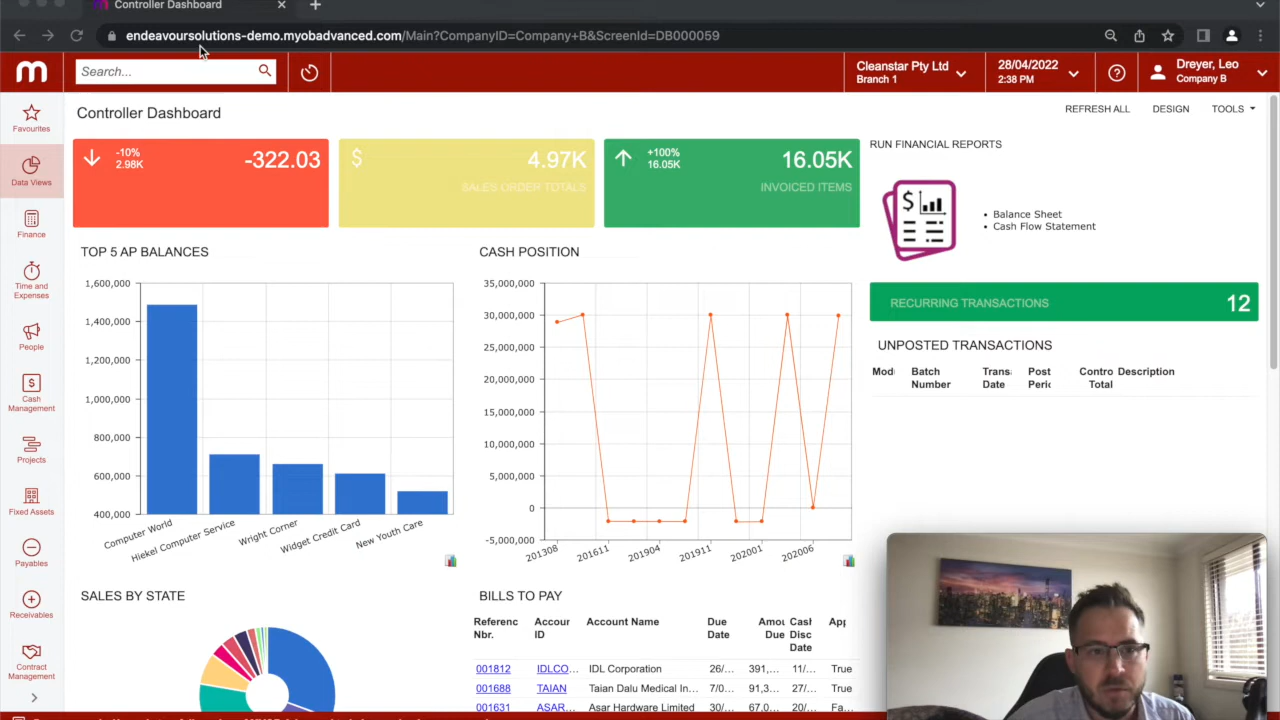 Controller Dashboard
endeavoursolutions-demo.myobadvanced.com/Main?CompanyID=Company+B&ScreenId=DB000059
Search...
Cleanstar Pty Ltd
Branch 1
28/04/2022
2:38 PM
Dreyer, Leo
Company B
Favourites
Data Views
Finance
Time and
Expenses
People
Cash
Management
Projects
Fixed Assets
Payables
Receivables
Contract
Management
Controller Dashboard
REFRESH ALL
DESIGN
TOOLS
-10%
2.98K
-322.03
$
4.97K
SALES ORDER TOTALS
+100%
16.05K
16.05K
INVOICED ITEMS
RUN FINANCIAL REPORTS
• Balance Sheet
• Cash Flow Statement
RECURRING TRANSACTIONS 12
UNPOSTED TRANSACTIONS
Mod Batch Trans Post Contro Description
Number Date Peric Total
TOP 5 AP BALANCES
1,600,000
1,400,000
1,200,000
1,000,000
800,000
600,000
400,000
Computer World
Hiekel Computer Service
Wright Corner
Widget Credit Card
New Youth Care
CASH POSITION
35,000,000
30,000,000
25,000,000
20,000,000
15,000,000
10,000,000
5,000,000
0
-5,000,000
201308
201611
201904
201911
202001
202006
SALES BY STATE
BILLS TO PAY
Referenc Accour Account Name Due Amou Cash App
Nbr. ID Date Due Disc
Date
001812 IDLCO... IDL Corporation 26/... 391,... 11/... True
001688 TAIAN Taian Dalu Medical In... 7/0... 91,3... 27/... True
001631 ASAR... Asar Hardware Limited 30/... 67,0... 20/... Fa